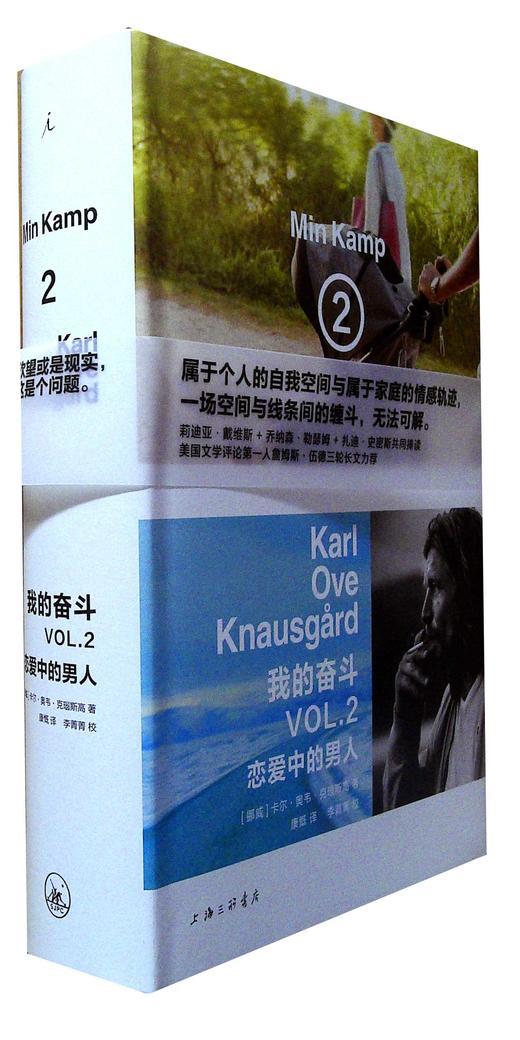 i
Min Kamp
2
Karl
欲望或是现实，
这是个问题。
我的奋斗
VOL.2
恋爱中的男人
[挪威]卡尔·奥韦·克瑙斯高 著
康慨 译 李菁菁 校
SJPC
Min Kamp
2
属于个人的自我空间与属于家庭的情感轨迹，
一场空间与线条间的缠斗，无法可解。
莉迪亚·戴维斯 + 乔纳森·勒瑟姆 + 扎迪·史密斯共同捧读
美国文学评论第一人詹姆斯·伍德三轮长文力荐
Karl
Ove
Knausgård
我的奋斗
VOL.2
恋爱中的男人
[挪威]卡尔·奥韦·克瑙斯高 著
康慨 译 李菁菁 校
上海三联书店